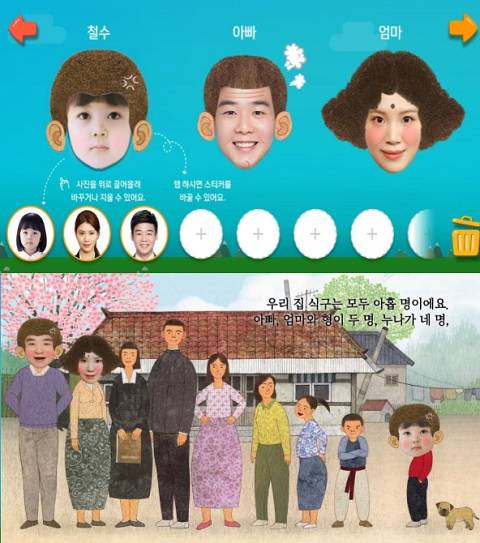 철수
아빠
엄마
사진을 위로 끌어올려
바꾸거나 지울 수 있어요.
탭 하시면 스티커를
바꿀 수 있어요.
우리 집 식구는 모두 아홉 명이에요.
아빠, 엄마와 형이 두 명, 누나가 네 명,